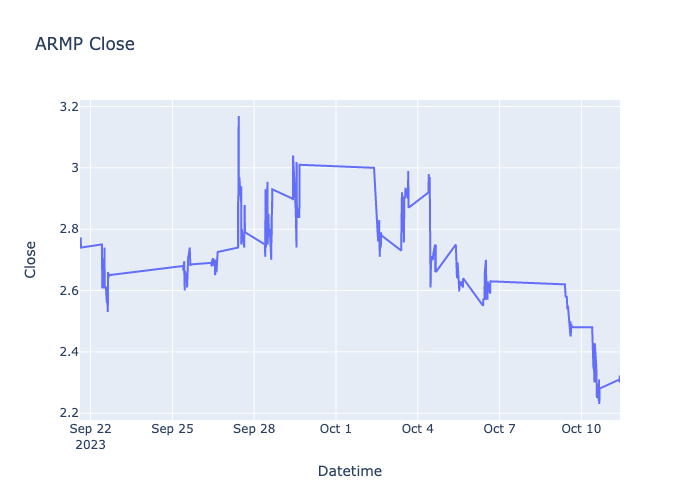 ARMP Close
3.2
3
2.8
2.6
2.4
2.2
Close
Sep 22
2023
Sep 25
Sep 28
Oct 1
Oct 4
Oct 7
Oct 10
Datetime